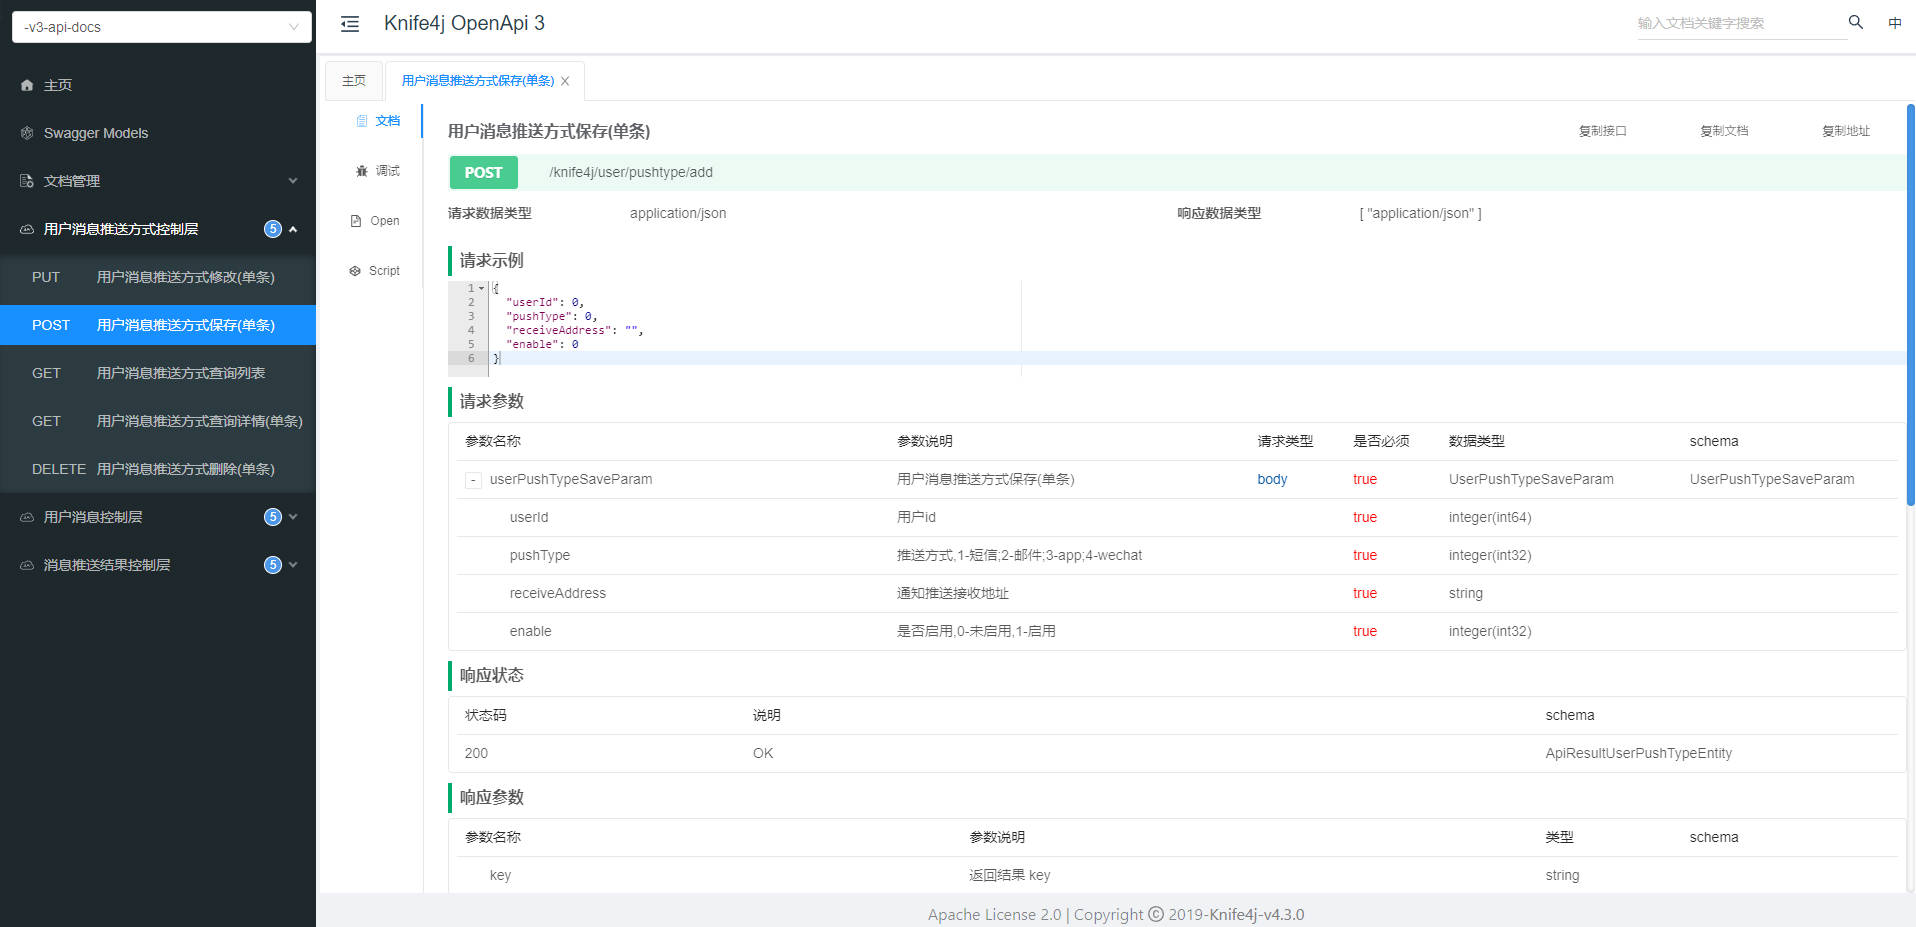 -v3-api-docs
主页
Swagger Models
文档管理
用户消息推送方式控制层 5
PUT 用户消息推送方式修改(单条)
POST 用户消息推送方式保存(单条)
GET 用户消息推送方式查询列表
GET 用户消息推送方式查询详情(单条)
DELETE 用户消息推送方式删除(单条)
用户消息控制层 5
消息推送结果控制层 5
Knife4j OpenApi 3
输入文档关键字搜索 中
主页 用户消息推送方式保存(单条)
文档
调试
Open
Script
用户消息推送方式保存(单条) 复制接口 复制文档 复制地址
POST /knife4j/user/pushtype/add
请求数据类型 application/json 响应数据类型 [ "application/json" ]
请求示例
1 {
2 "userId": 0,
3 "pushType": 0,
4 "receiveAddress": "",
5 "enable": 0
6 }
请求参数
参数名称 参数说明 请求类型 是否必须 数据类型 schema
- userPushTypeSaveParam 用户消息推送方式保存(单条) body true UserPushTypeSaveParam UserPushTypeSaveParam
userId 用户id true integer(int64)
pushType 推送方式,1-短信;2-邮件;3-app;4-wechat true integer(int32)
receiveAddress 通知推送接收地址 true string
enable 是否启用,0-未启用,1-启用 true integer(int32)
响应状态
状态码 说明 schema
200 OK ApiResultUserPushTypeEntity
响应参数
参数名称 参数说明 类型 schema
key 返回结果 key string
Apache License 2.0 | Copyright © 2019-Knife4j-v4.3.0